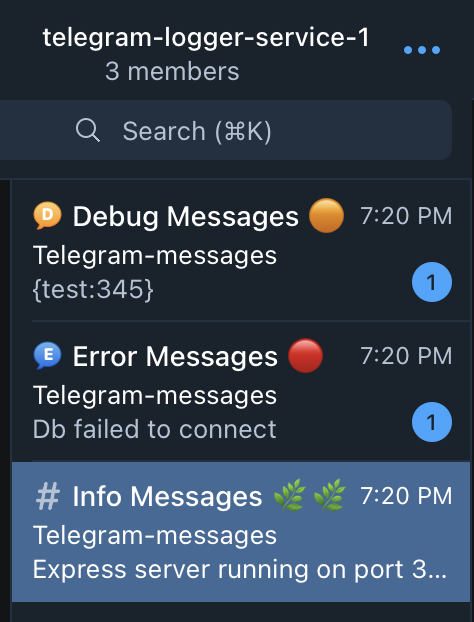 telegram-logger-service-1
3 members
Search (⌘K)
D Debug Messages 🟠 7:20 PM
Telegram-messages
{test:345} 1
E Error Messages 🔴 7:20 PM
Telegram-messages
Db failed to connect 1
# Info Messages 🌿🌿 7:20 PM
Telegram-messages
Express server running on port 3...